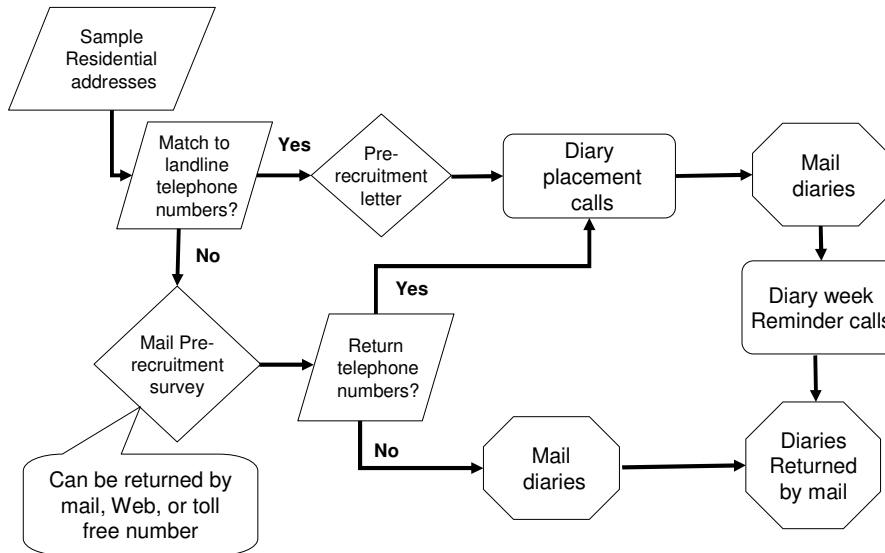 Sample
Residential
addresses
Match to
landline
telephone
numbers?
Yes
Pre-
recruitment
letter
Diary
placement
calls
Mail
diaries
No
Yes
Diary week
Reminder calls
Mail Pre-
recruitment
survey
Return
telephone
numbers?
No
Mail
diaries
Diaries
Returned
by mail
Can be returned by
mail, Web, or toll
free number